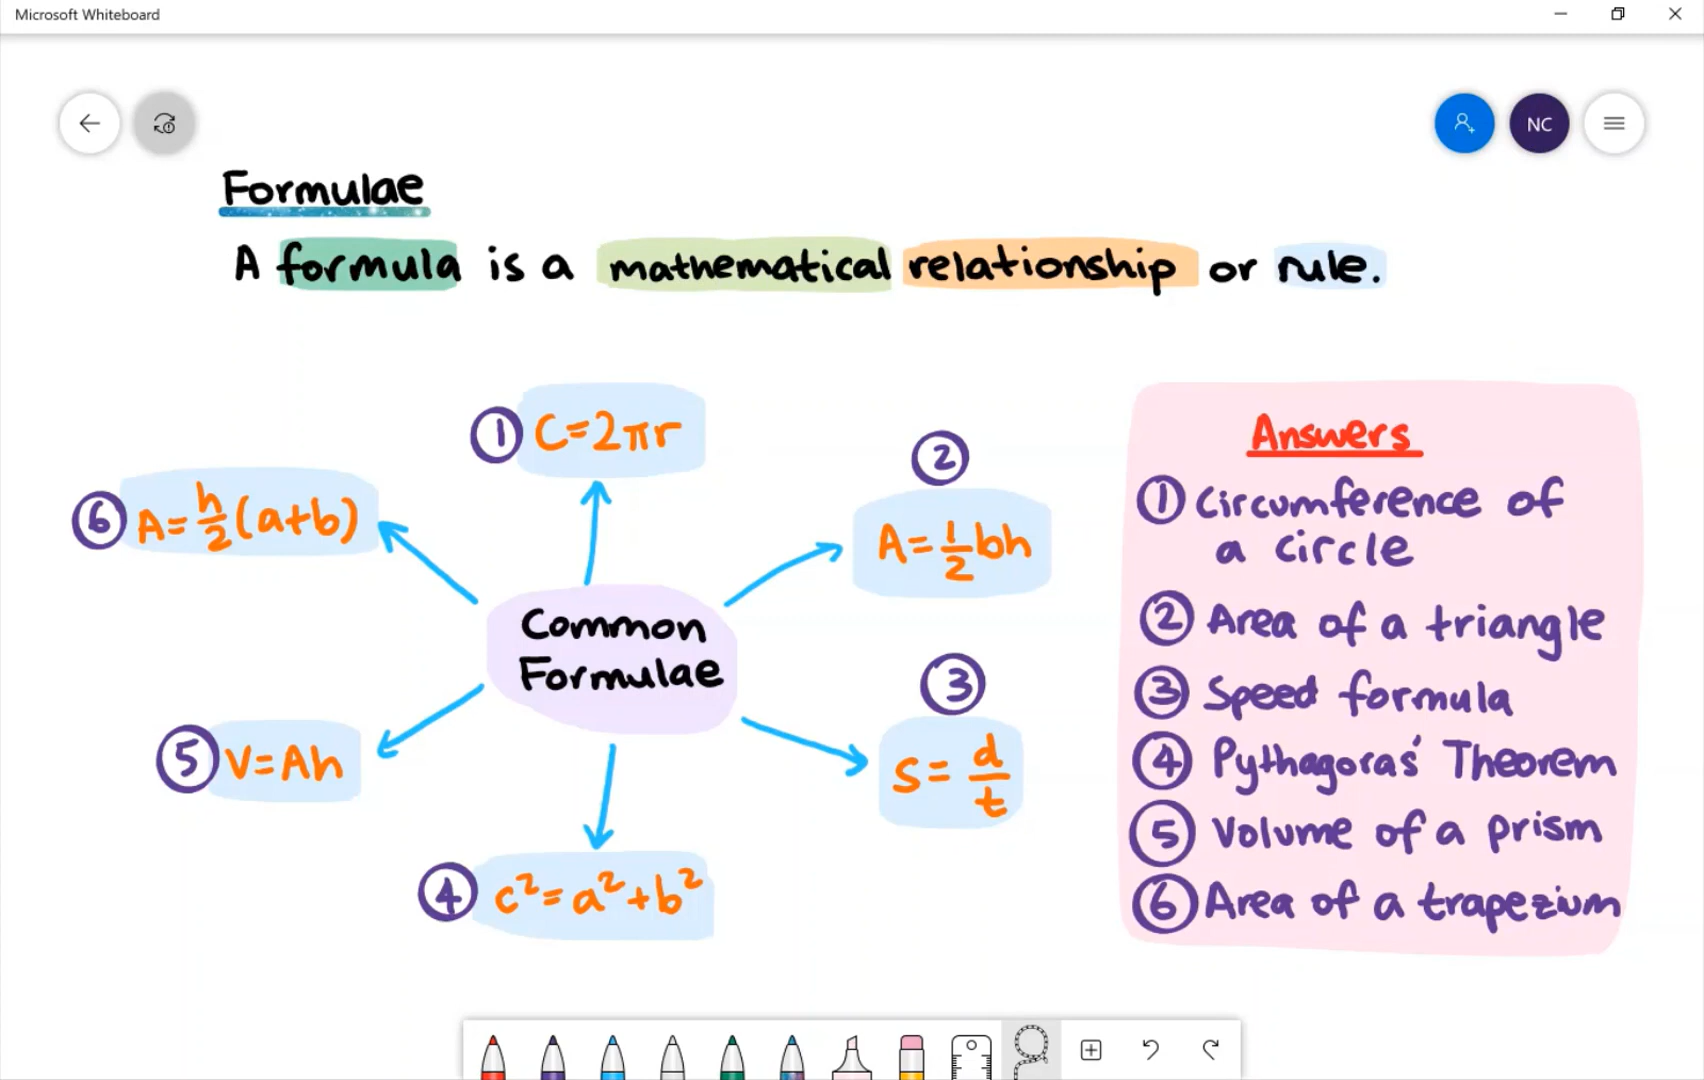 Microsoft Whiteboard
NC
Formulae
A formula is a mathematical relationship or rule.
① C=2πr
②
A=½bh
⑥ A=h/2(a+b)
Common
Formulae
③
S=d/t
⑤ V=Ah
④ c²=a²+b²
Answers
① Circumference of
a circle
② Area of a triangle
③ Speed formula
④ Pythagoras' Theorem
⑤ Volume of a prism
⑥ Area of a trapezium